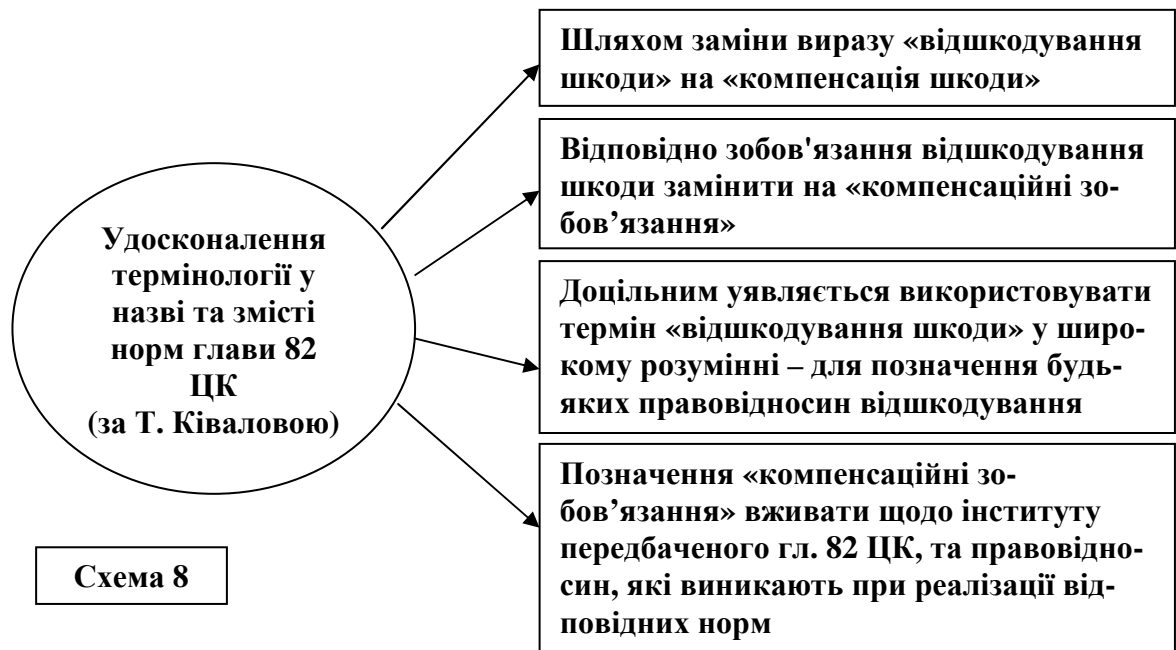 Удосконалення
термінології у
назві та змісті
норм глави 82
ЦК
(за Т. Ківаловою)
Шляхом заміни виразу «відшкодування
шкоди» на «компенсація шкоди»
Відповідно зобов'язання відшкодування
шкоди замінити на «компенсаційні зо-
бов’язання»
Доцільним уявляється використовувати
термін «відшкодування шкоди» у широ-
кому розумінні – для позначення будь-
яких правовідносин відшкодування
Позначення «компенсаційні зо-
бов’язання» вживати щодо інституту
передбаченого гл. 82 ЦК, та правовідно-
син, які виникають при реалізації від-
повідних норм
Схема 8